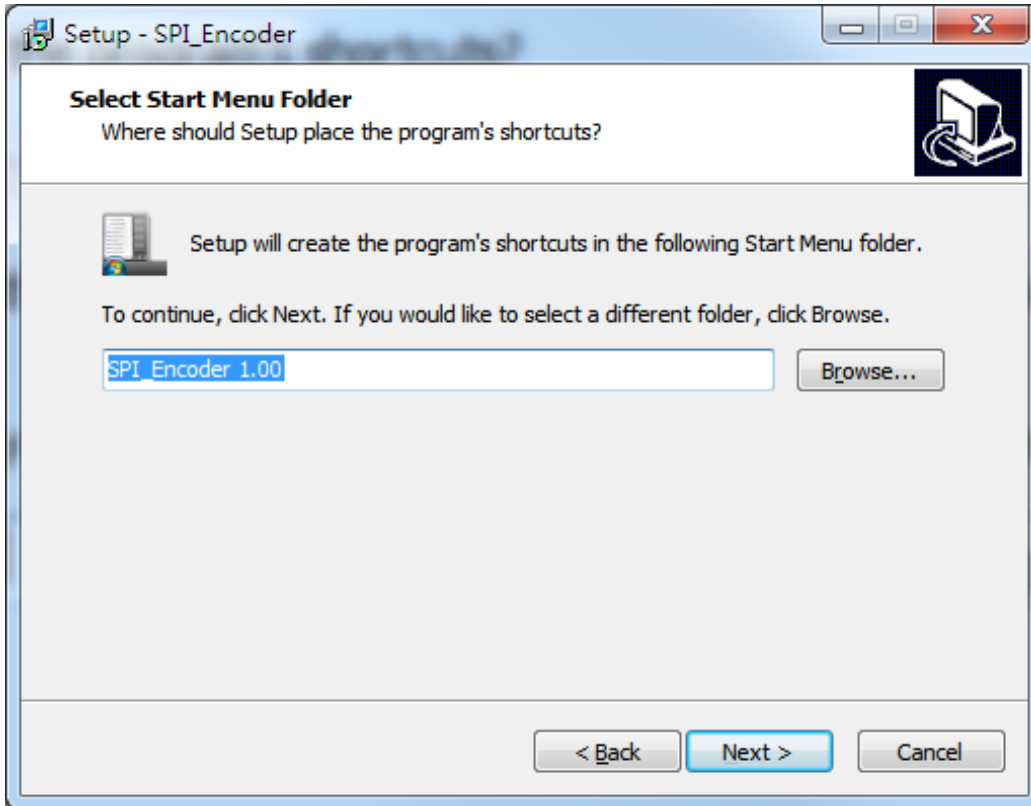 Setup - SPI_Encoder
Select Start Menu Folder
Where should Setup place the program's shortcuts?
Setup will create the program's shortcuts in the following Start Menu folder.
To continue, click Next. If you would like to select a different folder, click Browse.
SPI_Encoder 1.00
Browse...
< Back
Next >
Cancel